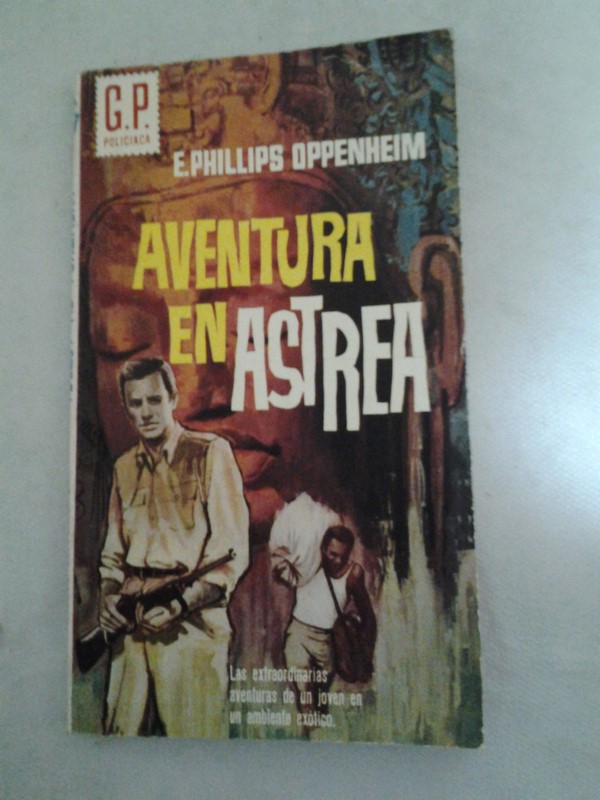 G.P.
POLICIACA
E. PHILLIPS OPPENHEIM
AVENTURA
EN ASTREA
Las extraordinarias
aventuras de un joven en
un ambiente exótico.